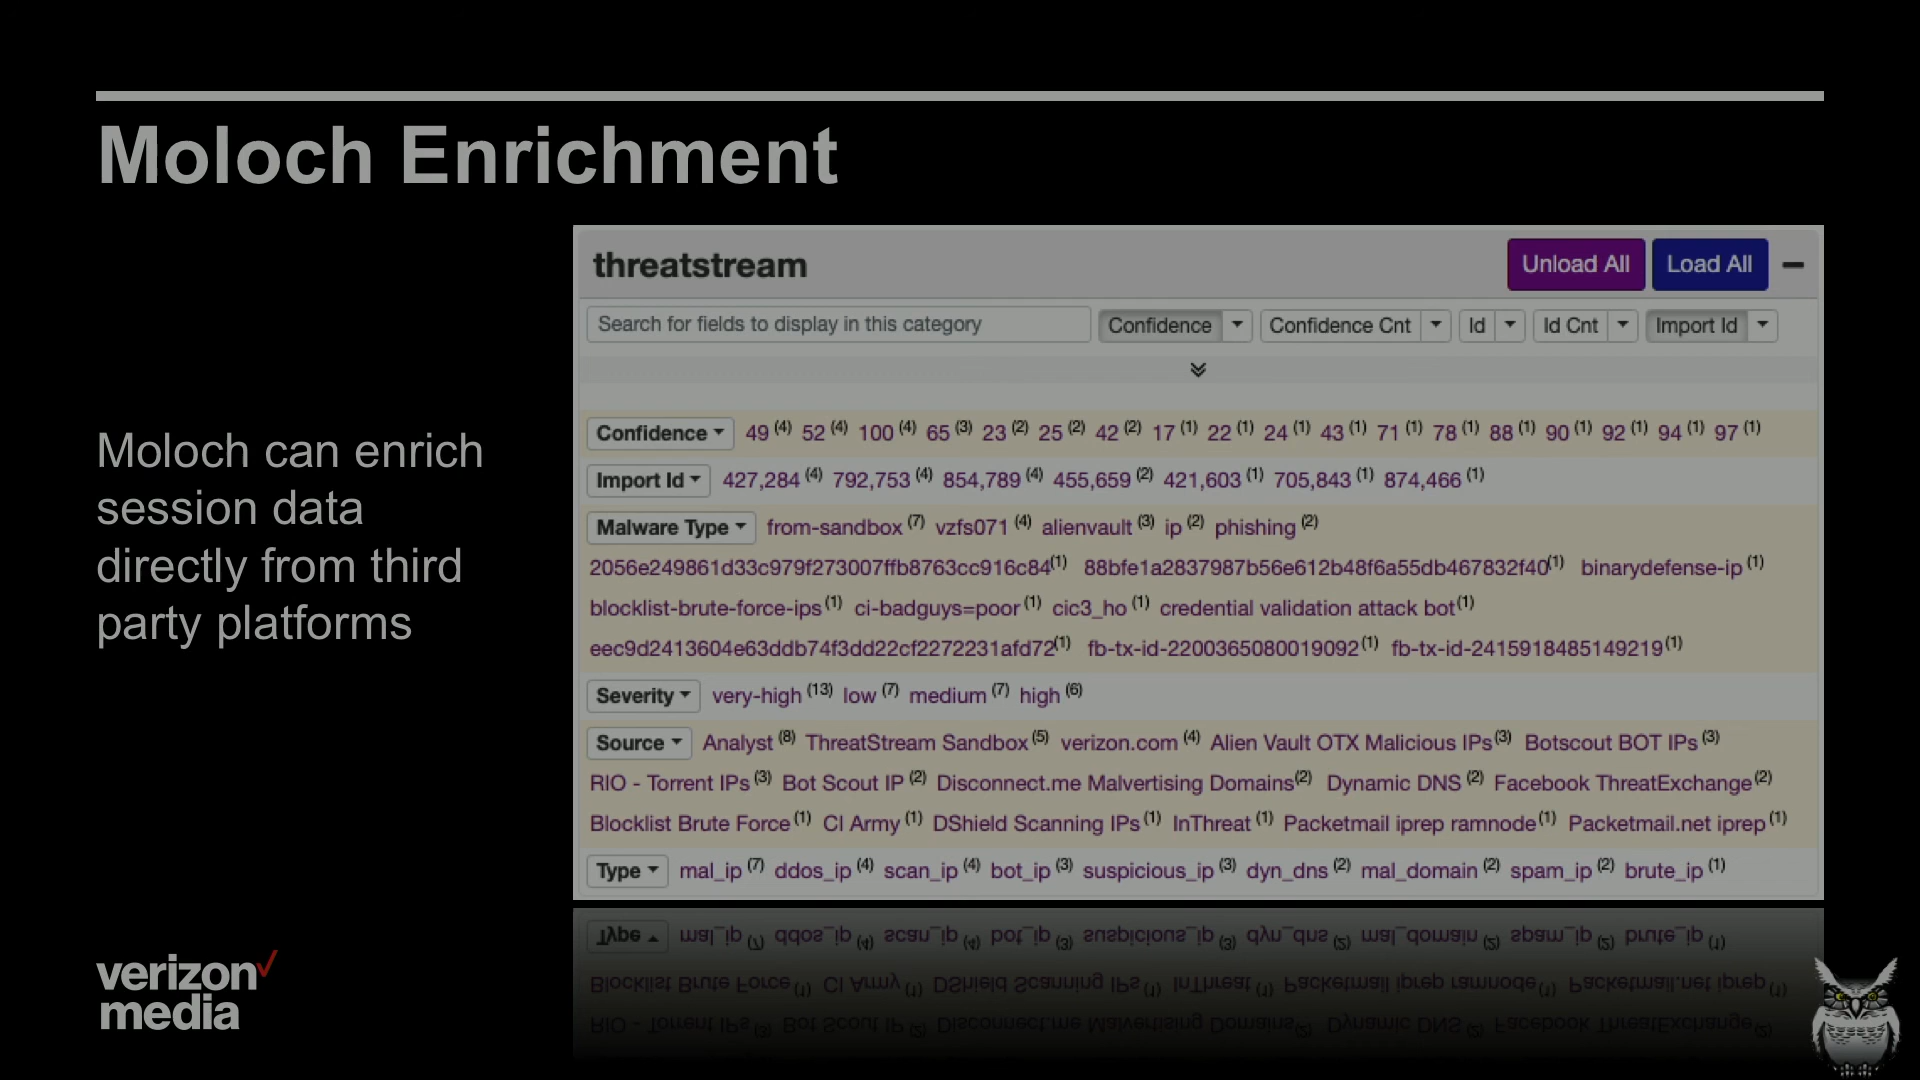 Moloch Enrichment
Moloch can enrich
session data
directly from third
party platforms
threatstream
Unload All
Load All
Search for fields to display in this category
Confidence
Confidence Cnt
Id
Id Cnt
Import Id
Confidence 49 (4) 52 (4) 100 (4) 65 (3) 23 (2) 25 (2) 42 (2) 17 (1) 22 (1) 24 (1) 43 (1) 71 (1) 78 (1) 88 (1) 90 (1) 92 (1) 94 (1) 97 (1)
Import Id 427,284 (4) 792,753 (4) 854,789 (4) 455,659 (2) 421,603 (1) 705,843 (1) 874,466 (1)
Malware Type from-sandbox (7) vzfs071 (4) alienvault (3) ip (2) phishing (2)
2056e249861d33c979f273007ffb8763cc916c84 (1) 88bfe1a2837987b56e612b48f6a55db467832f40 (1) binarydefense-ip (1)
blocklist-brute-force-ips (1) ci-badguys=poor (1) cic3_ho (1) credential validation attack bot (1)
eec9d2413604e63ddb74f3dd22cf2272231afd72 (1) fb-tx-id-2200365080019092 (1) fb-tx-id-2415918485149219 (1)
Severity very-high (13) low (7) medium (7) high (6)
Source Analyst (8) ThreatStream Sandbox (5) verizon.com (4) Alien Vault OTX Malicious IPs (3) Botscout BOT IPs (3)
RIO - Torrent IPs (3) Bot Scout IP (2) Disconnect.me Malvertising Domains (2) Dynamic DNS (2) Facebook ThreatExchange (2)
Blocklist Brute Force (1) CI Army (1) DShield Scanning IPs (1) InThreat (1) Packetmail iprep ramnode (1) Packetmail.net iprep (1)
Type mal_ip (7) ddos_ip (4) scan_ip (4) bot_ip (3) suspicious_ip (3) dyn_dns (2) mal_domain (2) spam_ip (2) brute_ip (1)
verizon
media